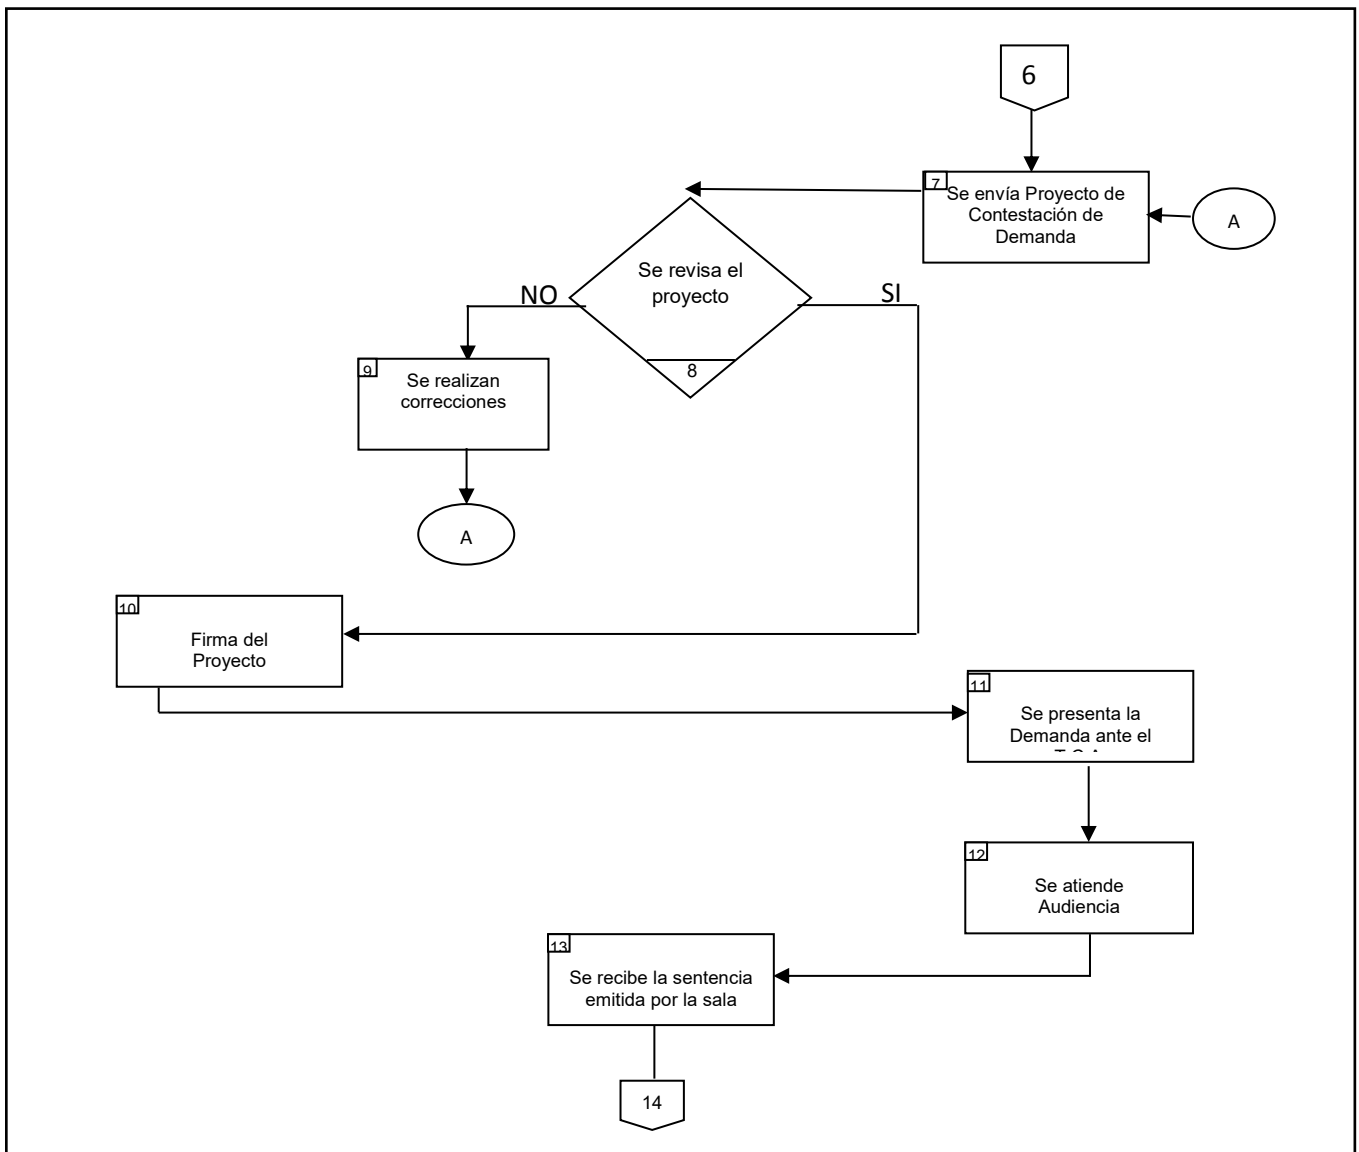 6
7
Se envía Proyecto de
Contestación de
Demanda
A
Se revisa el
proyecto
8
NO
SI
9
Se realizan
correcciones
A
10
Firma del
Proyecto
11
Se presenta la
Demanda ante el
12
Se atiende
Audiencia
13
Se recibe la sentencia
emitida por la sala
14